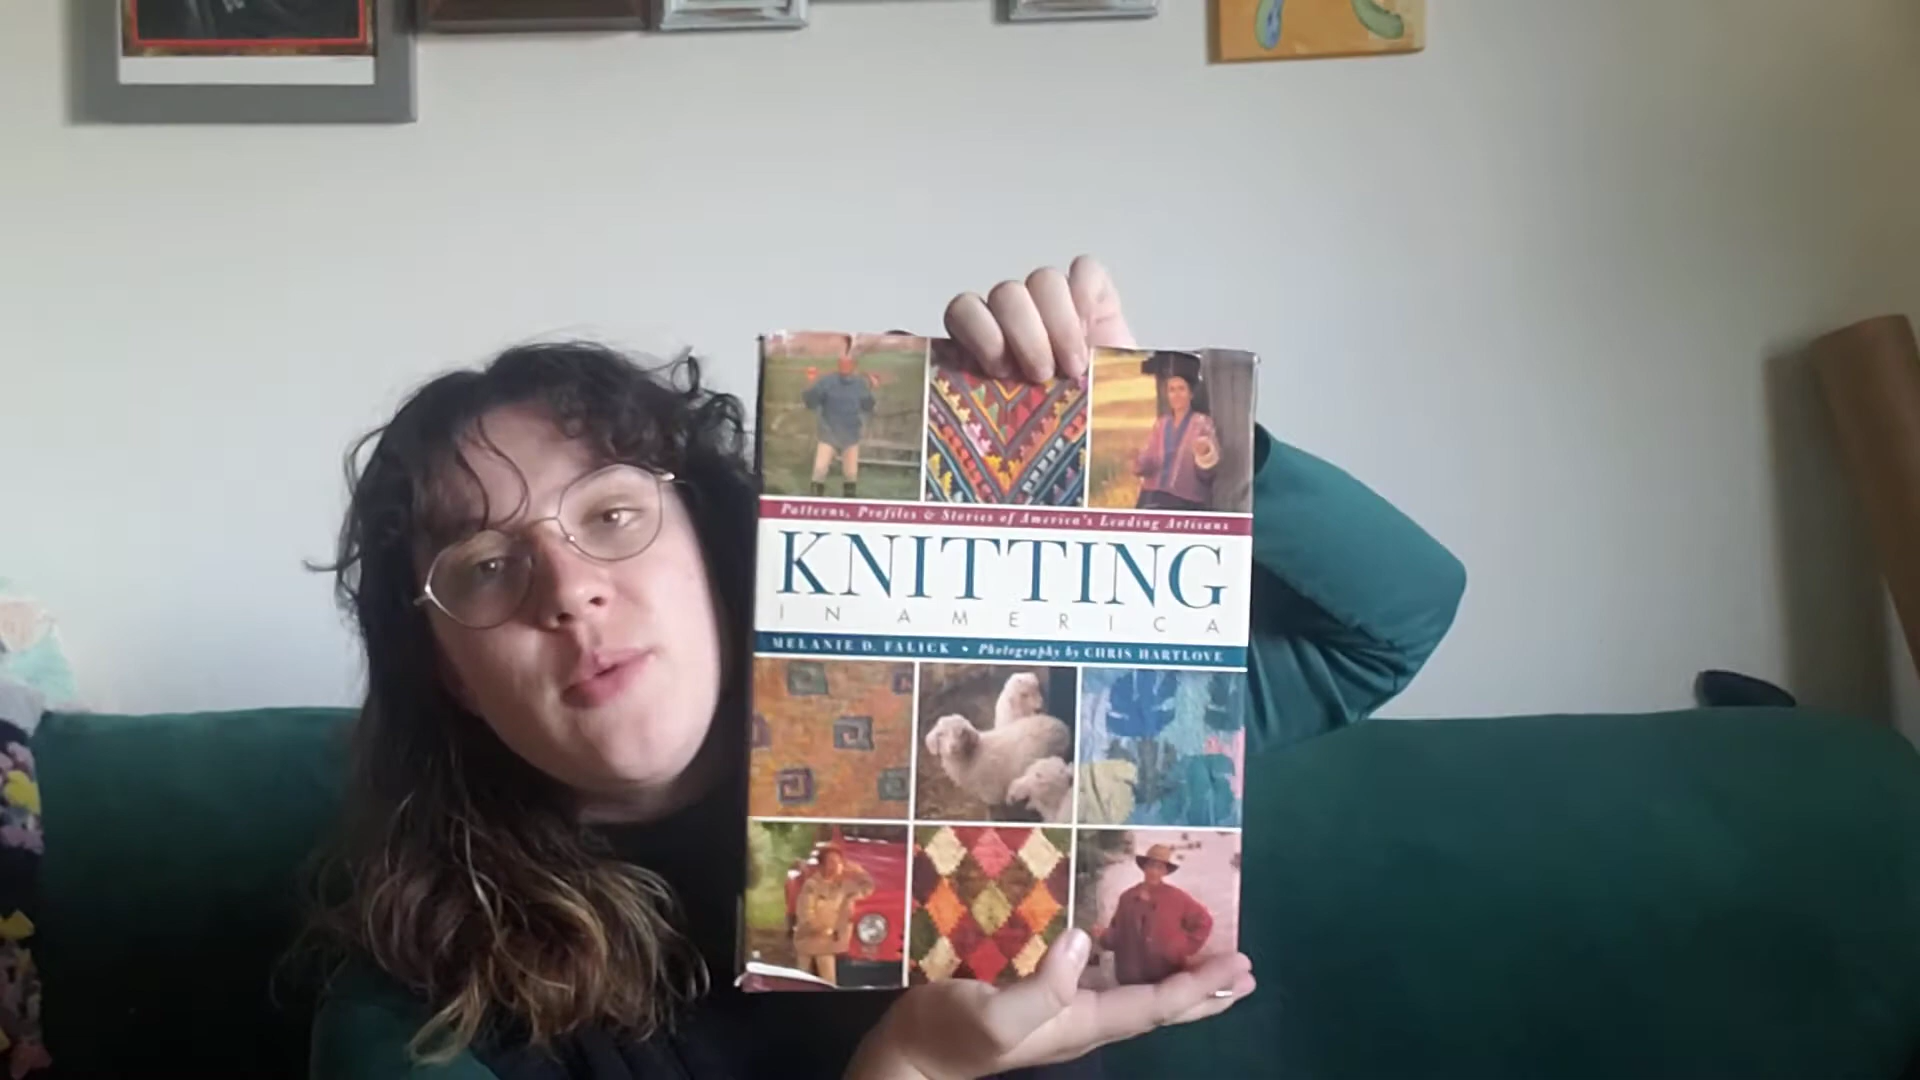 Patterns, Profiles & Stories of America's Leading Artisans
KNITTING
IN AMERICA
MELANIE D. FALICK • Photography by CHRIS HARTLOVE